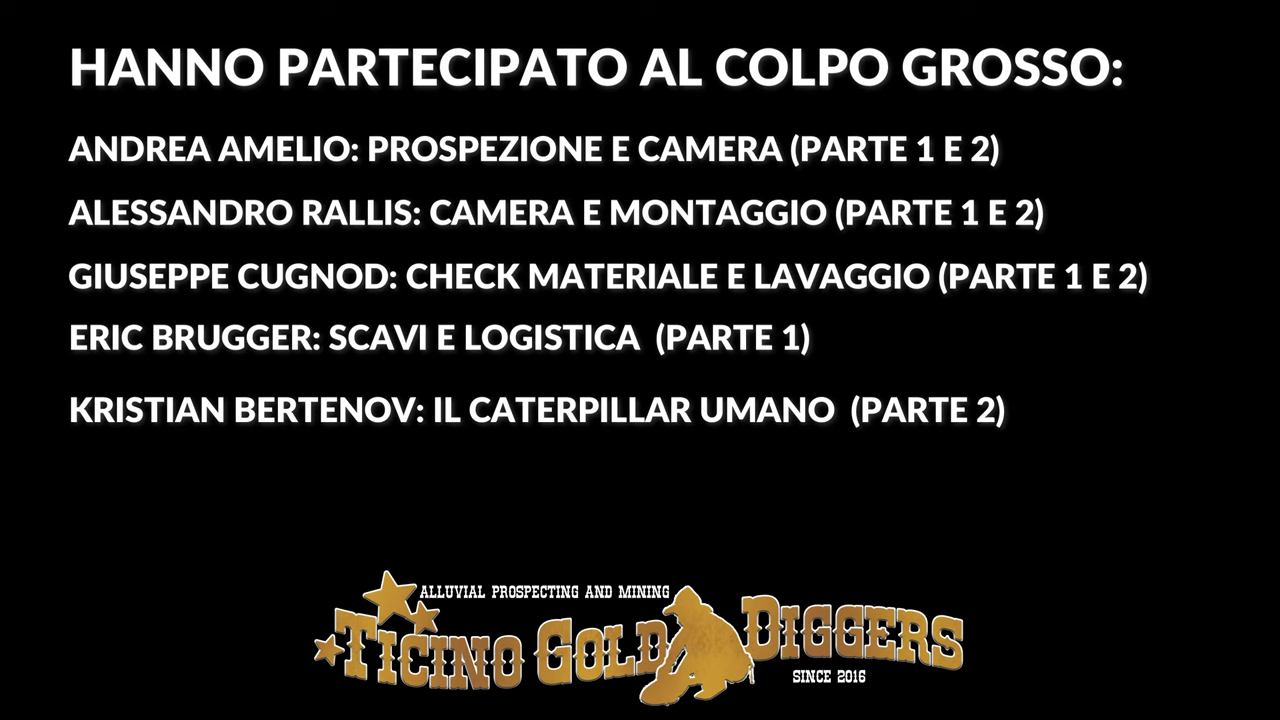 HANNO PARTECIPATO AL COLPO GROSSO:
ANDREA AMELIO: PROSPEZIONE E CAMERA (PARTE 1 E 2)
ALESSANDRO RALLIS: CAMERA E MONTAGGIO (PARTE 1 E 2)
GIUSEPPE CUGNOD: CHECK MATERIALE E LAVAGGIO (PARTE 1 E 2)
ERIC BRUGGER: SCAVI E LOGISTICA (PARTE 1)
KRISTIAN BERTENOV: IL CATERPILLAR UMANO (PARTE 2)
ALLUVIAL PROSPECTING AND MINING
TICINO GOLD DIGGERS
SINCE 2016